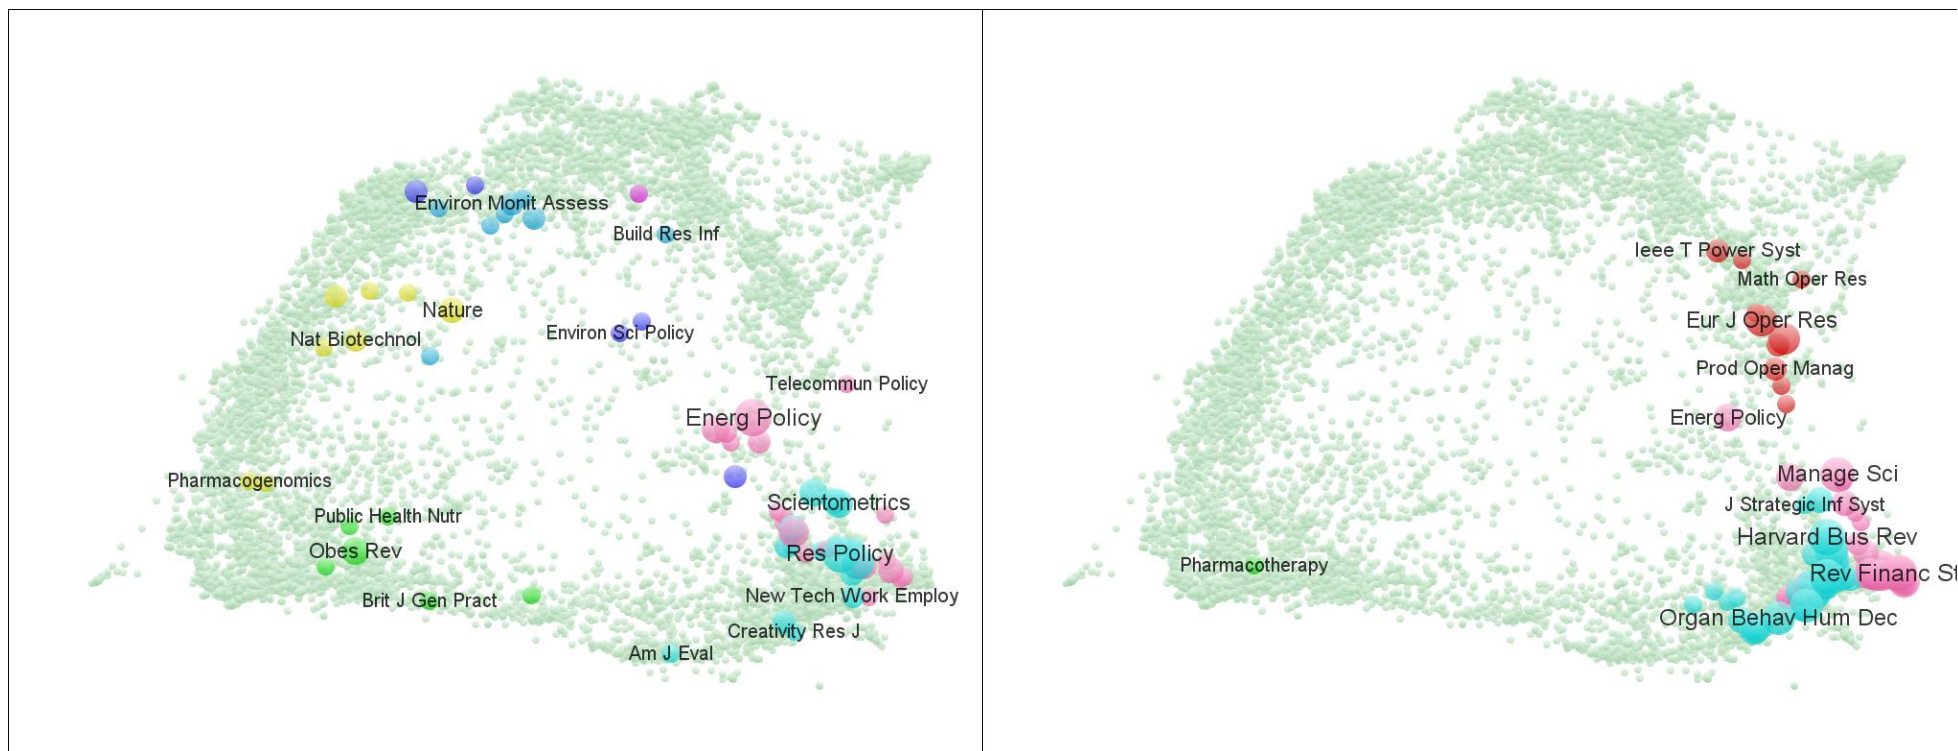 Environ Monit Assess
Build Res Inf
Nature
Nat Biotechnol
Environ Sci Policy
Telecommun Policy
Energ Policy
Pharmacogenomics
Scientometrics
Public Health Nutr
Obes Rev
Res Policy
New Tech Work Employ
Brit J Gen Pract
Creativity Res J
Am J Eval
Ieee T Power Syst
Math Oper Res
Eur J Oper Res
Prod Oper Manag
Energ Policy
Manage Sci
J Strategic Inf Syst
Harvard Bus Rev
Pharmacotherapy
Rev Financ St
Organ Behav Hum Dec